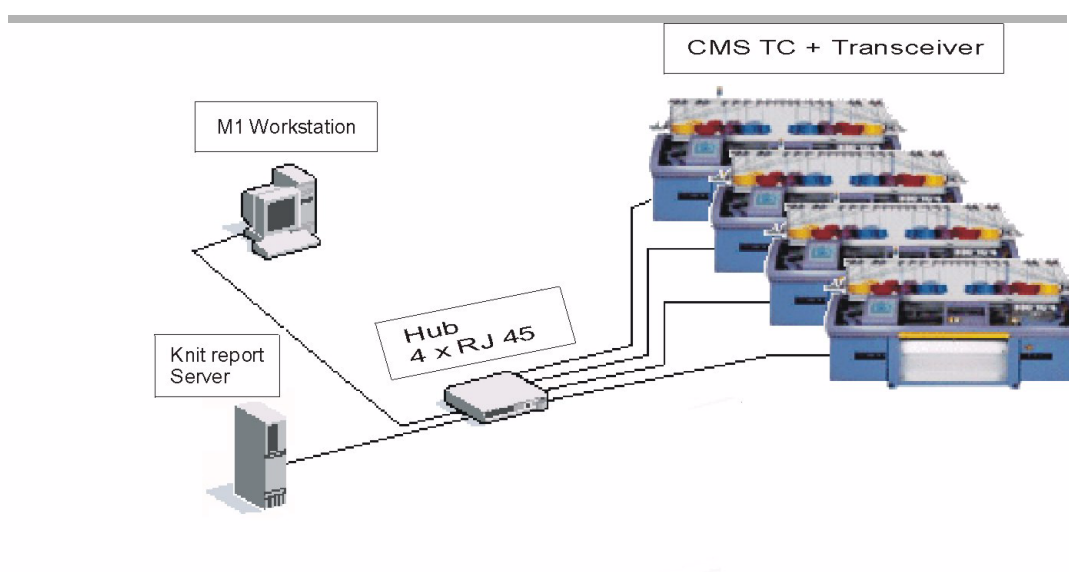 CMS TC + Transceiver
M1 Workstation
Hub
4 x RJ 45
Knit report
Server